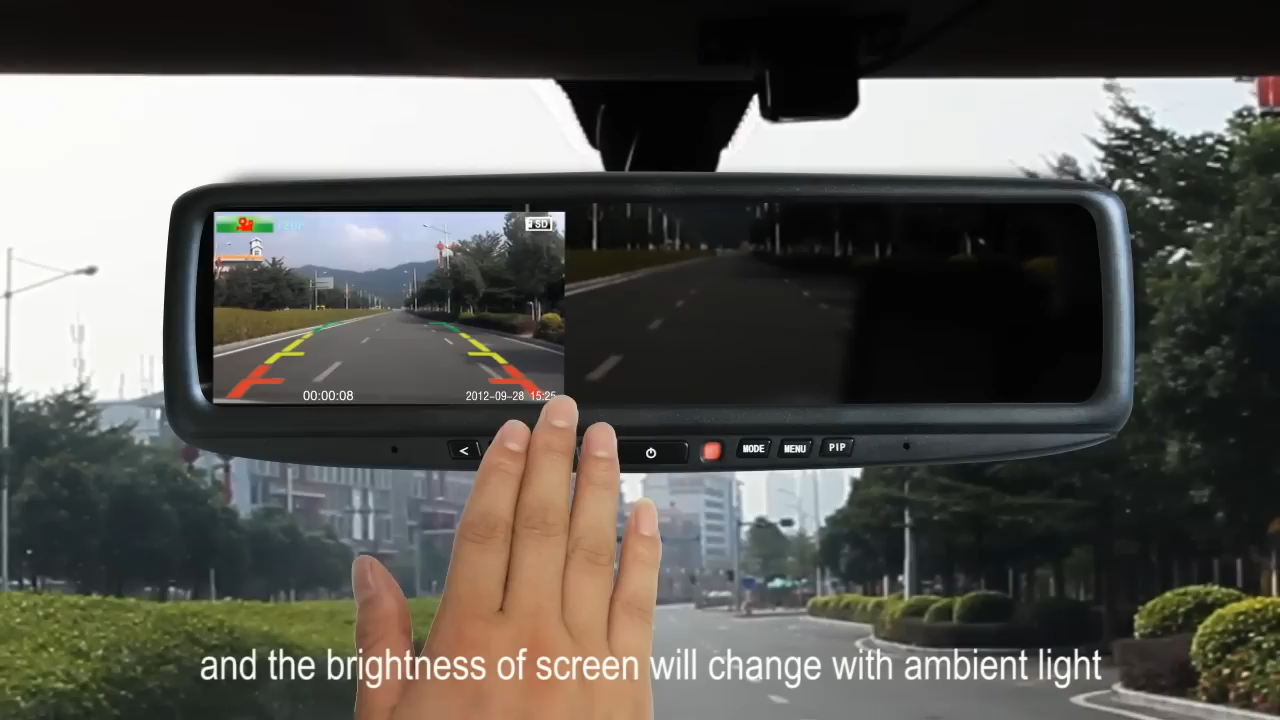 SD
00:00:08
2012-09-28 15:25
<
MODE
MENU
PIP
and the brightness of screen will change with ambient light